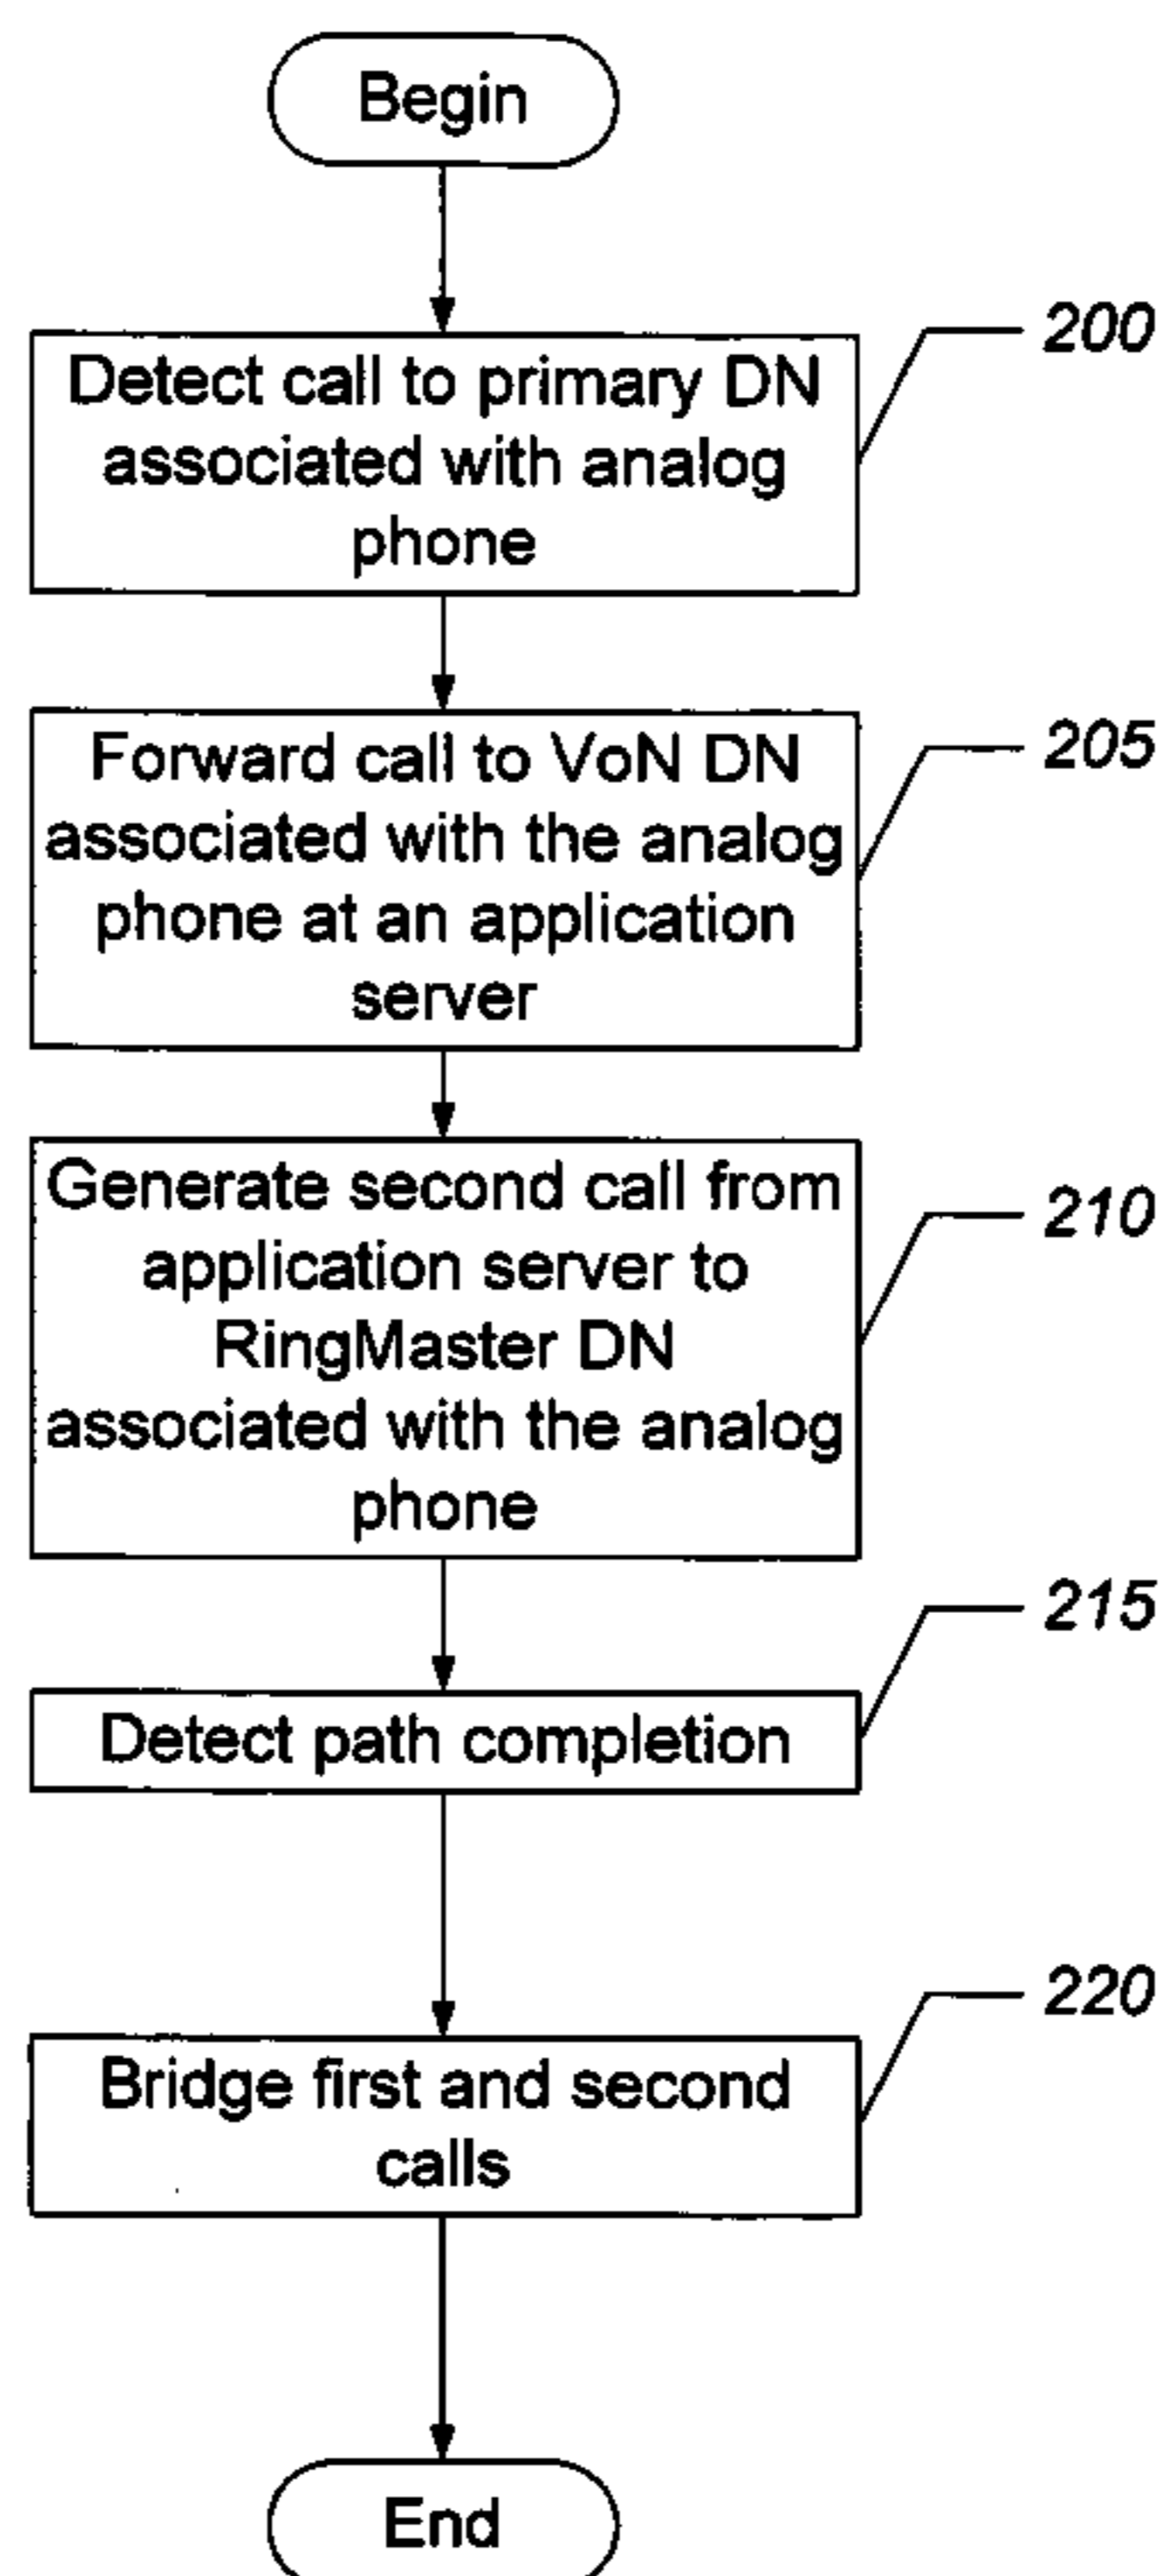 Begin
200
Detect call to primary DN
associated with analog
phone
205
Forward call to VoN DN
associated with the analog
phone at an application
server
210
Generate second call from
application server to
RingMaster DN
associated with the analog
phone
215
Detect path completion
220
Bridge first and second
calls
End